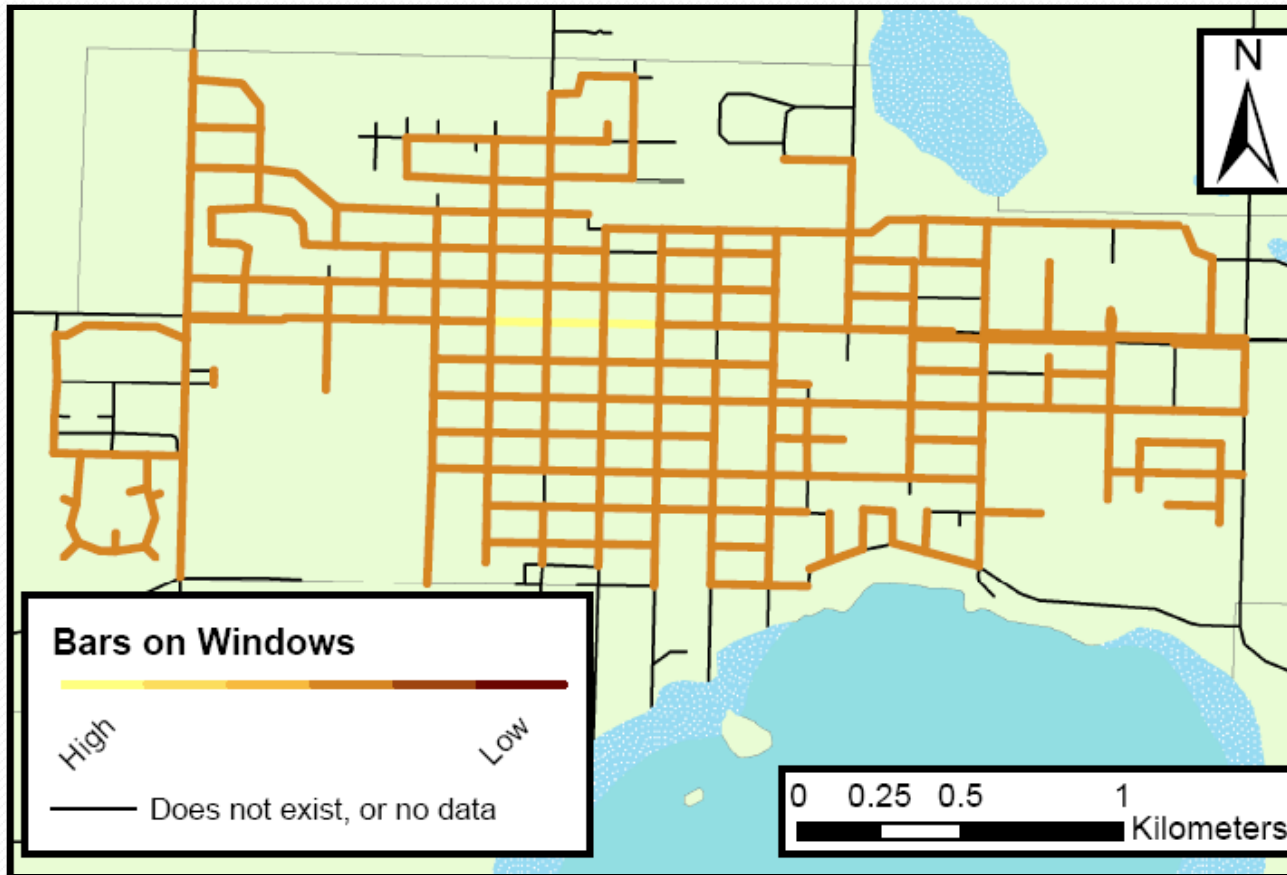 N
Bars on Windows
High Low
Does not exist, or no data
0 0.25 0.5 1
Kilometers